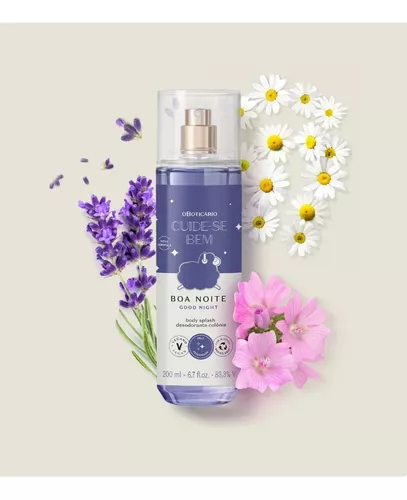 OBOTICÁRIO
CUIDE-SE
BEM
BOA NOITE
GOOD NIGHT
body splash
desodorante colônia
200 ml - 6.7 fl.oz. - 83,3%